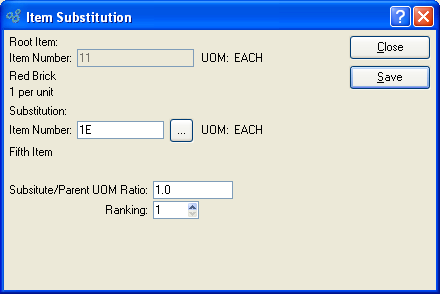 Item Substitution
Root Item:
Item Number: 11 UOM: EACH
Close
Red Brick
Save
1 per unit
Substitution:
Item Number: 1E ... UOM: EACH
Fifth Item
Subsitute/Parent UOM Ratio: 1.0
Ranking: 1